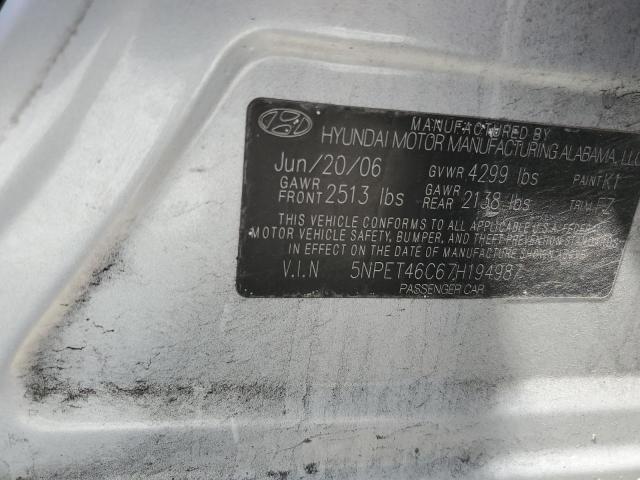 MANUFACTURED BY
HYUNDAI MOTOR MANUFACTURING ALABAMA, LLC
Jun/20/06 GVWR 4299 lbs PAINT K1
GAWR FRONT 2513 lbs GAWR REAR 2138 lbs TRIM FZ
THIS VEHICLE CONFORMS TO ALL APPLICABLE U.S.
MOTOR VEHICLE SAFETY, BUMPER, AND THEFT PREVENTION STANDARDS
IN EFFECT ON THE DATE OF MANUFACTURE SHOWN ABOVE
V.I.N 5NPET46C67H194987
PASSENGER CAR